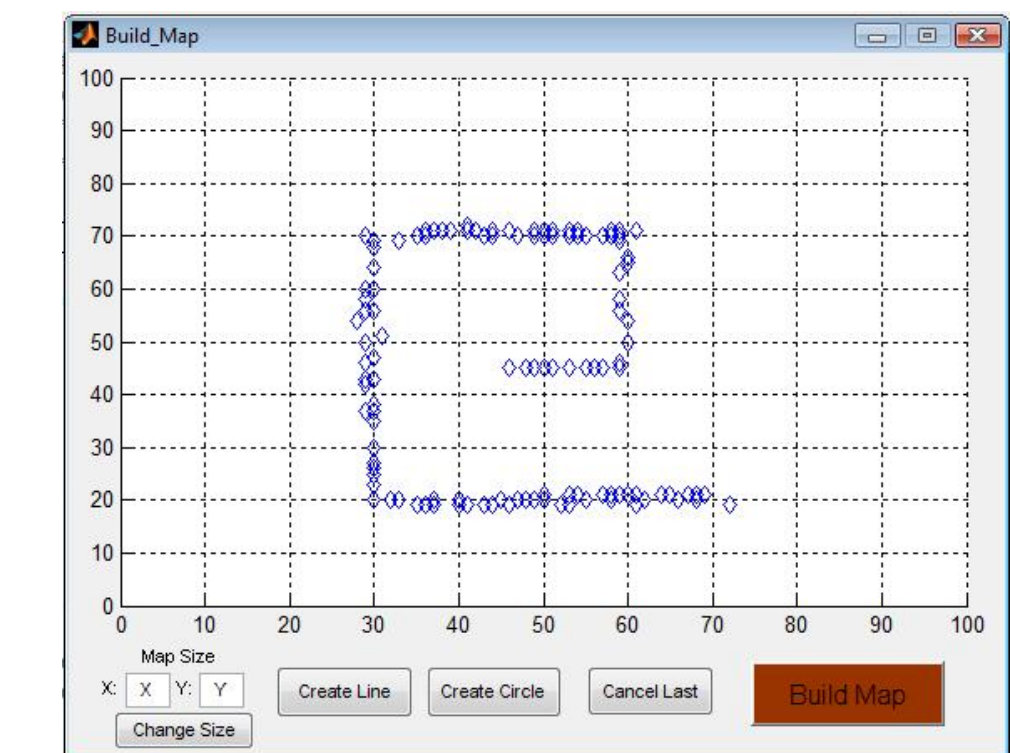 Build_Map
100
90
80
70
60
50
40
30
20
10
0
0 10 20 30 40 50 60 70 80 90 100
Map Size
X: X Y: Y
Create Line
Create Circle
Cancel Last
Build Map
Change Size